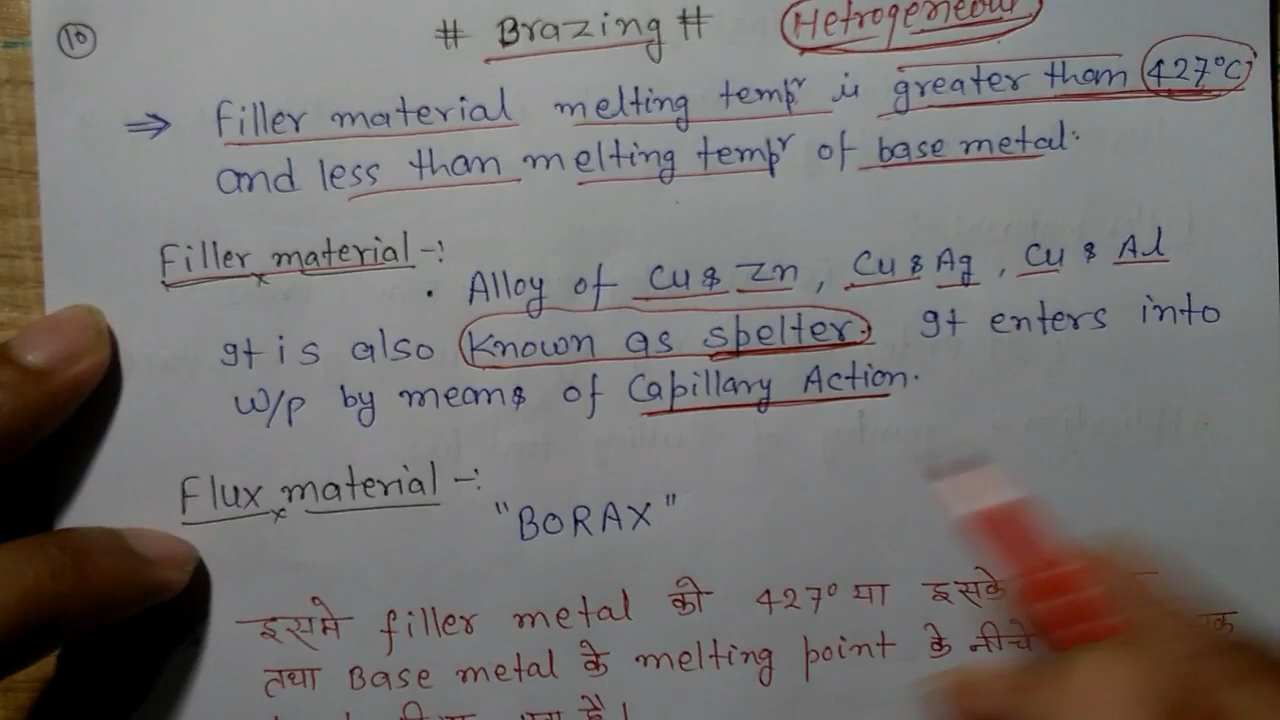 10
# Brazing # Hetrogeneour
⇒ Filler material melting tempr is greater than 427°C
and less than melting tempr of base metal.
Filler material -:
. Alloy of Cu & Zn, Cu & Ag, Cu & Al
It is also known as spelter. It enters into
W/P by means of Capillary Action.
Flux material -:
"BORAX"
इसमे filler metal को 427° या इसके
तथा Base metal के melting point के नीचे तक
है।